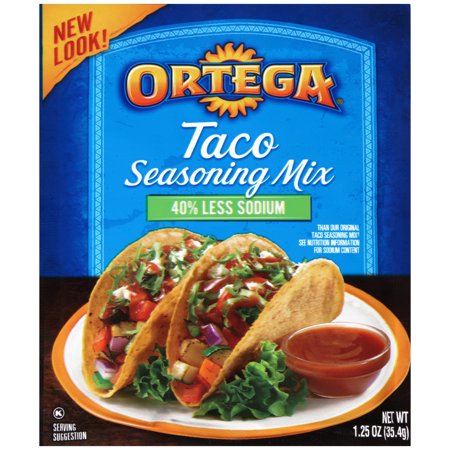 NEW
LOOK!
ORTEGA®
Taco
Seasoning Mix
40% LESS SODIUM
THAN OUR ORIGINAL
TACO SEASONING MIX!
SEE NUTRITION INFORMATION
FOR SODIUM CONTENT
K
SERVING
SUGGESTION
NET WT
1.25 OZ (35.4g)